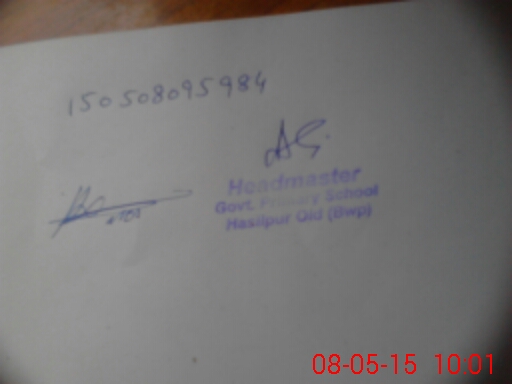 150508095984
Headmaster
Govt. Primary School
Hasilpur Old (Bwp)
08-05-15 10:01